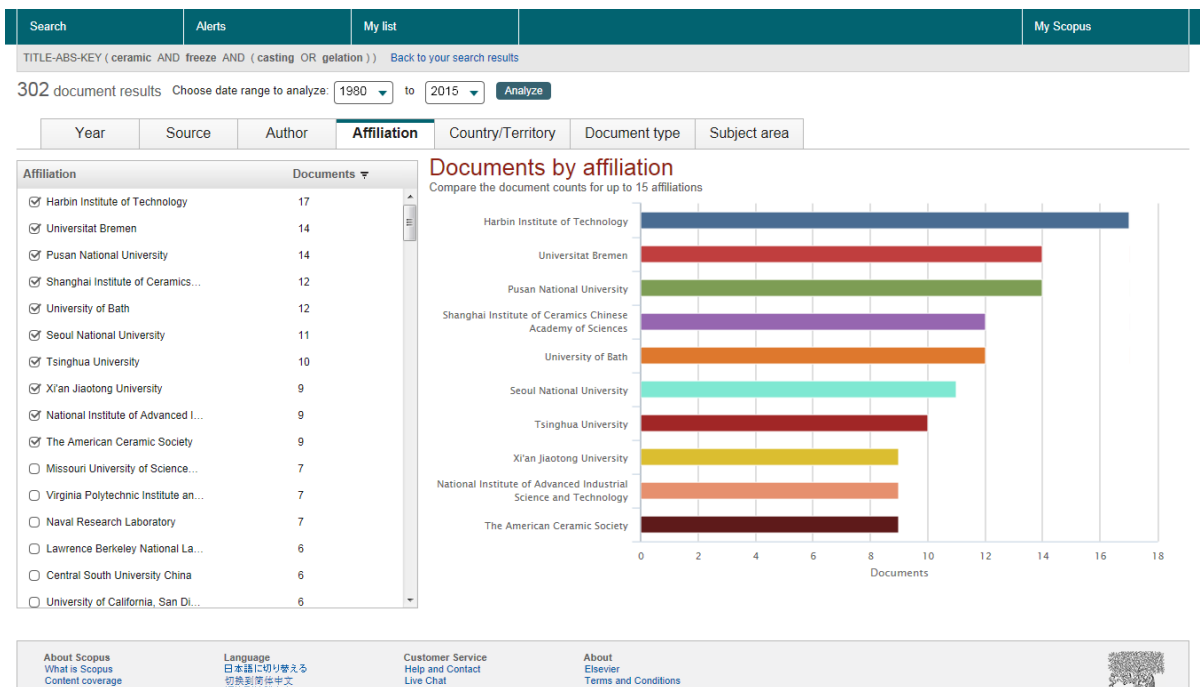 Search Alerts My list My Scopus
TITLE-ABS-KEY ( ceramic AND freeze AND ( casting OR gelation ) ) Back to your search results
302 document results Choose date range to analyze: 1980 to 2015 Analyze
Year Source Author Affiliation Country/Territory Document type Subject area
Affiliation Documents
Harbin Institute of Technology 17
Universitat Bremen 14
Pusan National University 14
Shanghai Institute of Ceramics... 12
University of Bath 12
Seoul National University 11
Tsinghua University 10
Xi'an Jiaotong University 9
National Institute of Advanced I... 9
The American Ceramic Society 9
Missouri University of Science... 7
Virginia Polytechnic Institute an... 7
Naval Research Laboratory 7
Lawrence Berkeley National La... 6
Central South University China 6
University of California, San Di... 6
Documents by affiliation
Compare the document counts for up to 15 affiliations
Harbin Institute of Technology
Universitat Bremen
Pusan National University
Shanghai Institute of Ceramics Chinese
Academy of Sciences
University of Bath
Seoul National University
Tsinghua University
Xi'an Jiaotong University
National Institute of Advanced Industrial
Science and Technology
The American Ceramic Society
0 2 4 6 8 10 12 14 16 18
Documents
About Scopus
What is Scopus
Content coverage
Language
日本語に切り替える
切换到简体中文
Customer Service
Help and Contact
Live Chat
About
Elsevier
Terms and Conditions